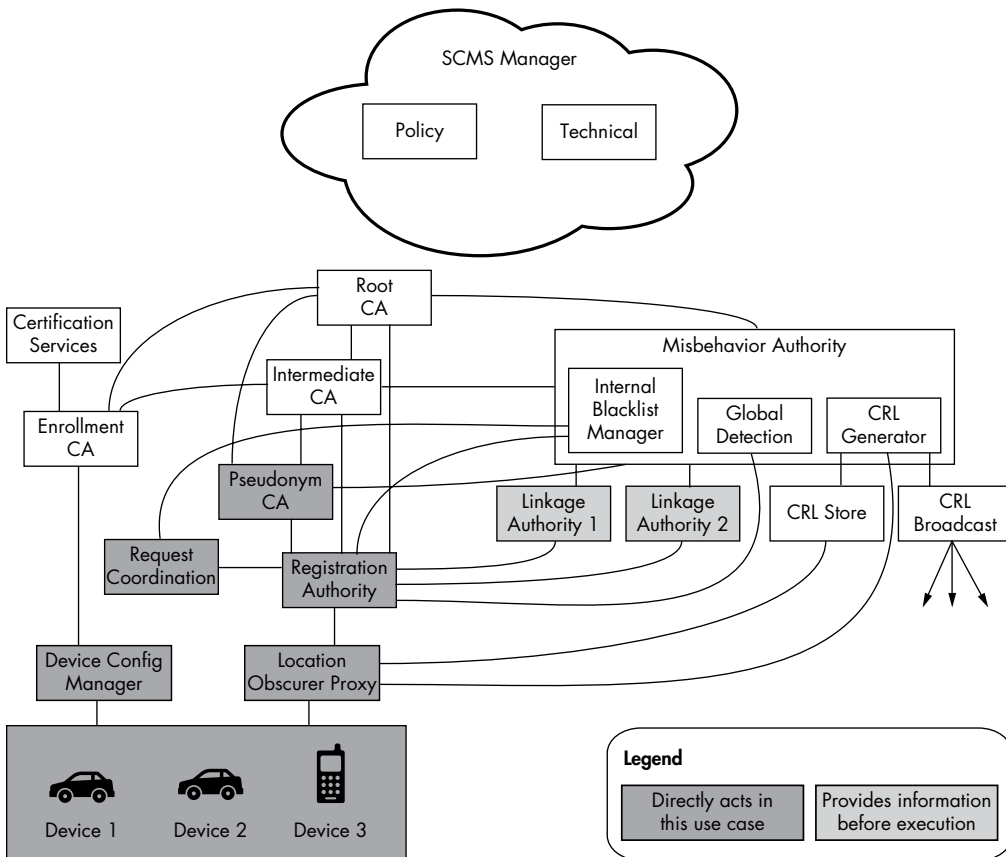 SCMS Manager
Policy
Technical
Root
CA
Certification
Services
Misbehavior Authority
Intermediate
CA
Internal
Blacklist
Manager
Global
Detection
CRL
Generator
Enrollment
CA
Pseudonym
CA
Linkage
Authority 1
Linkage
Authority 2
CRL Store
CRL
Broadcast
Request
Coordination
Registration
Authority
Device Config
Manager
Location
Obscurer Proxy
Device 1
Device 2
Device 3
Legend
Directly acts in
this use case
Provides information
before execution